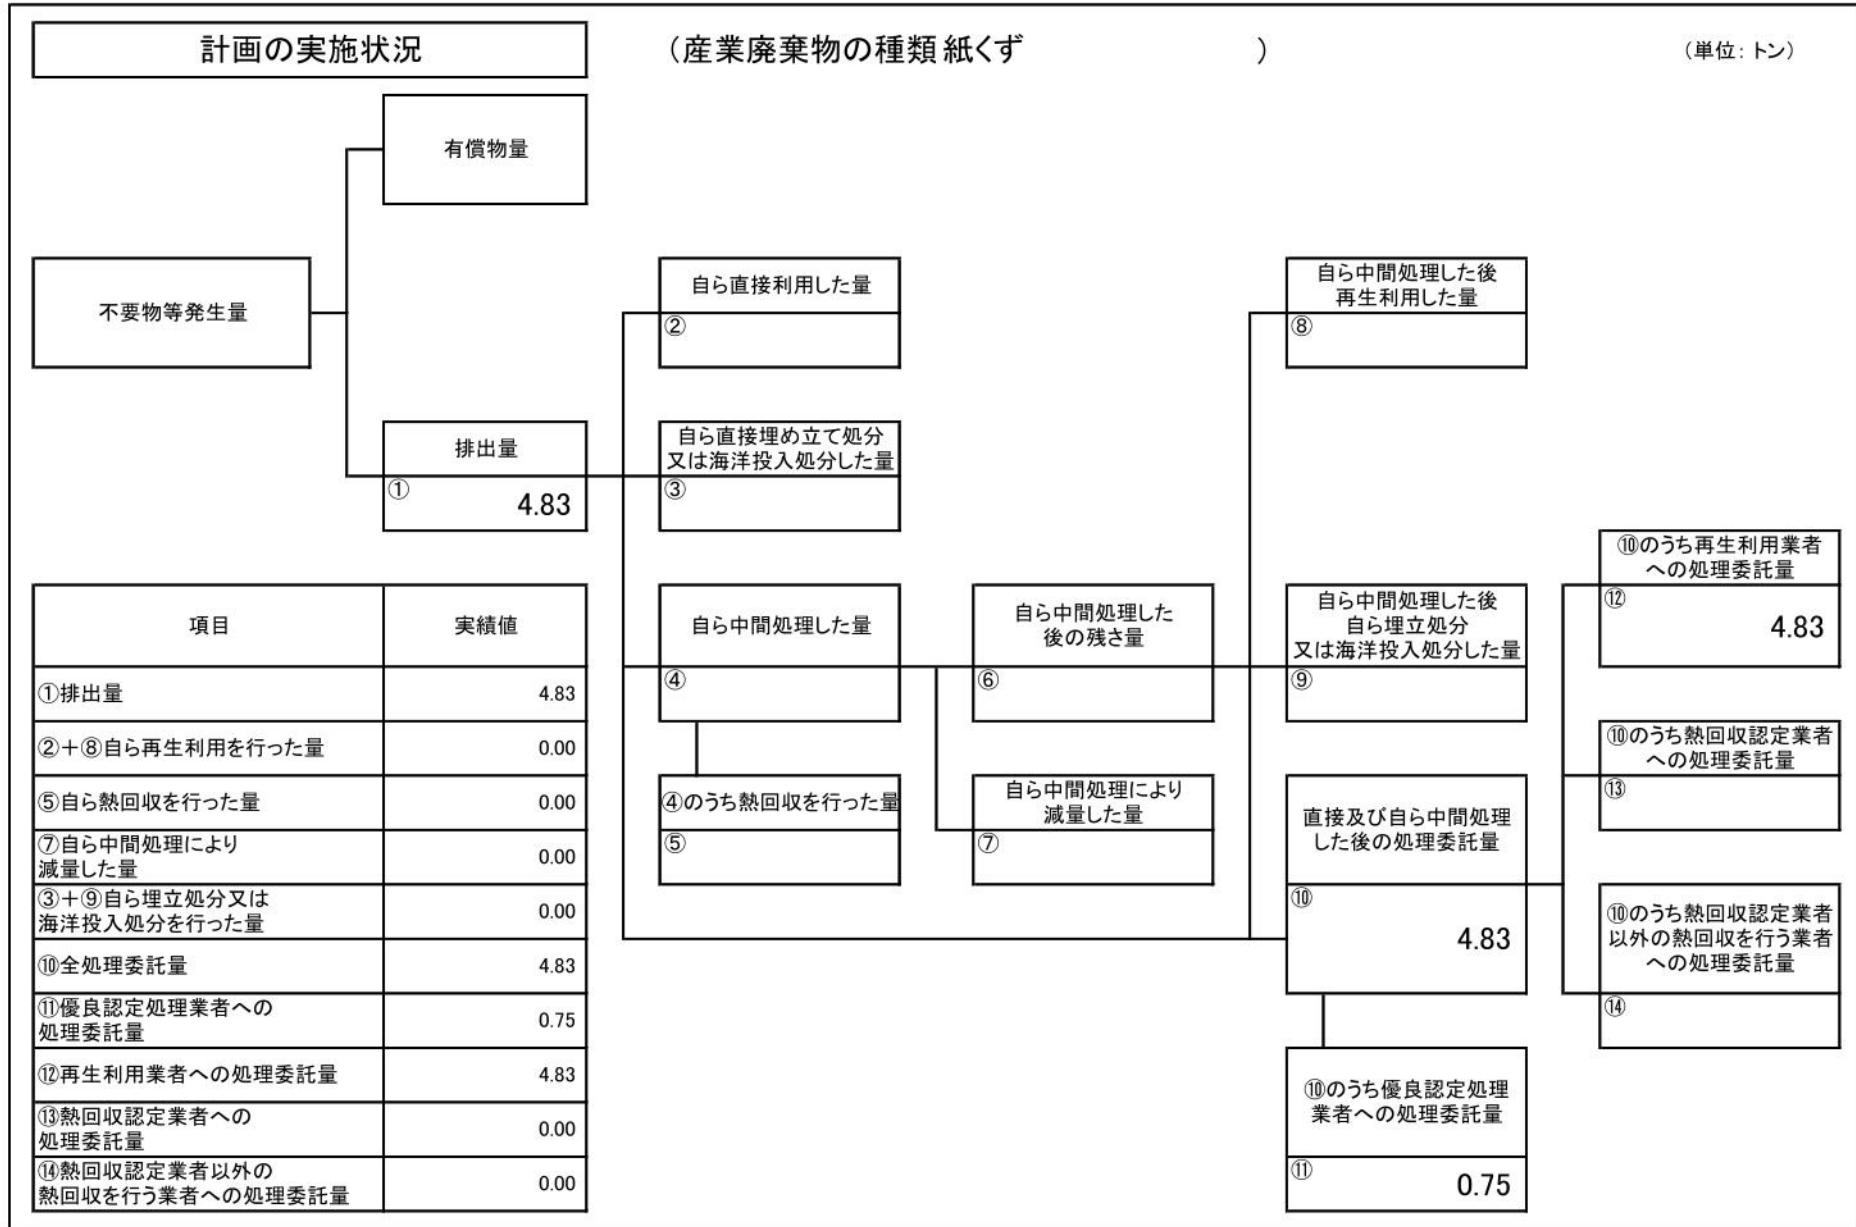 計画の実施状況
（産業廃棄物の種類 紙くず　　　　　　）
（単位：トン）
有償物量
不要物等発生量
自ら直接利用した量
②
自ら中間処理した後
再生利用した量
⑧
排出量
①
4.83
自ら直接埋め立て処分
又は海洋投入処分した量
③
⑩のうち再生利用業者
への処理委託量
⑫
4.83
自ら中間処理した量
④
自ら中間処理した
後の残さ量
⑥
自ら中間処理した後
自ら埋立処分
又は海洋投入処分した量
⑨
⑩のうち熱回収認定業者
への処理委託量
⑬
④のうち熱回収を行った量
⑤
自ら中間処理により
減量した量
⑦
直接及び自ら中間処理
した後の処理委託量
⑩
4.83
⑩のうち熱回収認定業者
以外の熱回収を行う業者
への処理委託量
⑭
⑩のうち優良認定処理
業者への処理委託量
⑪
0.75
項目 実績値
①排出量 4.83
②＋⑧自ら再生利用を行った量 0.00
⑤自ら熱回収を行った量 0.00
⑦自ら中間処理により
減量した量 0.00
③＋⑨自ら埋立処分又は
海洋投入処分を行った量 0.00
⑩全処理委託量 4.83
⑪優良認定処理業者への
処理委託量 0.75
⑫再生利用業者への処理委託量 4.83
⑬熱回収認定業者への
処理委託量 0.00
⑭熱回収認定業者以外の
熱回収を行う業者への処理委託量 0.00